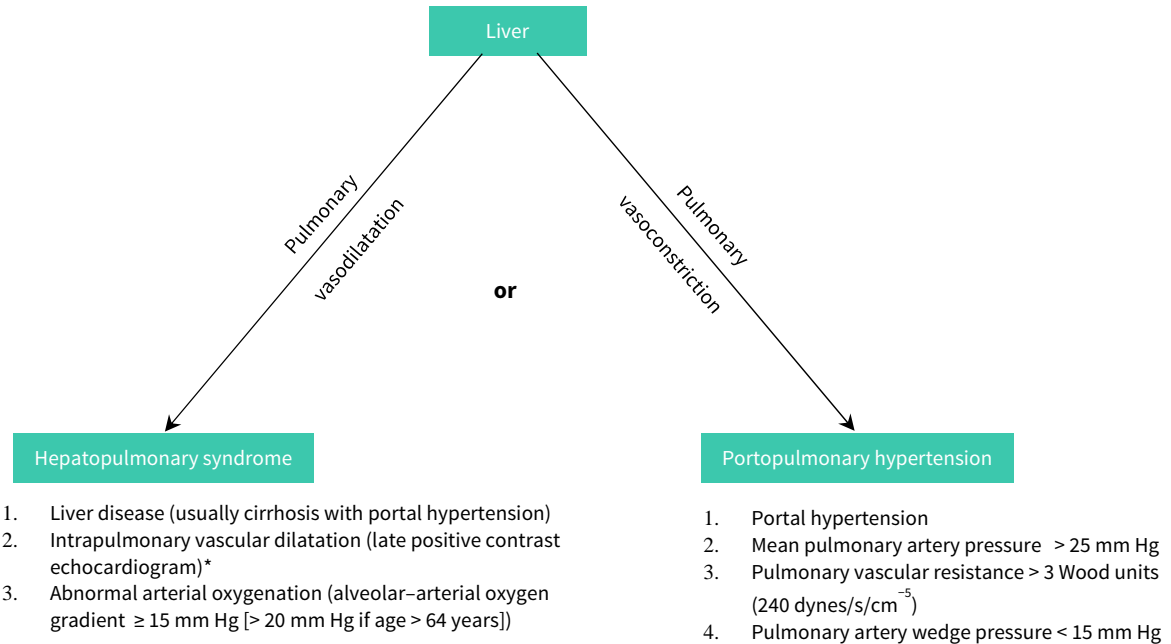 Liver
Pulmonary
vasodilatation
or
Pulmonary
vasoconstriction
Hepatopulmonary syndrome
1. Liver disease (usually cirrhosis with portal hypertension)
2. Intrapulmonary vascular dilatation (late positive contrast
echocardiogram)*
3. Abnormal arterial oxygenation (alveolar–arterial oxygen
gradient ≥ 15 mm Hg [> 20 mm Hg if age > 64 years])
Portopulmonary hypertension
1. Portal hypertension
2. Mean pulmonary artery pressure > 25 mm Hg
3. Pulmonary vascular resistance > 3 Wood units
(240 dynes/s/cm⁻⁵)
4. Pulmonary artery wedge pressure < 15 mm Hg